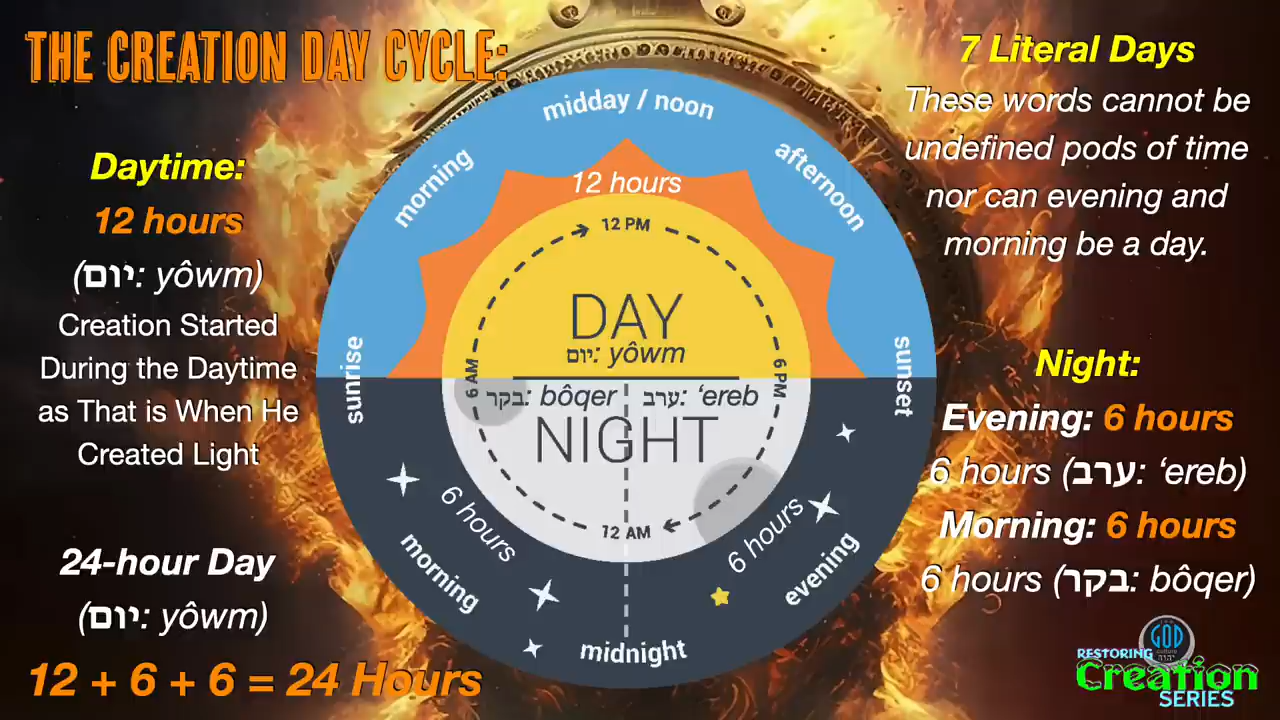 THE CREATION DAY CYCLE:
Daytime:
12 hours
(יום: yôwm)
Creation Started
During the Daytime
as That is When He
Created Light
24-hour Day
(יום: yôwm)
12 + 6 + 6 = 24 Hours
midday / noon
morning
afternoon
12 hours
12 PM
DAY
יום: yôwm
sunrise
6 AM
6 PM
sunset
בקר: bôqer
ערב: ‘ereb
NIGHT
12 AM
6 hours
6 hours
morning
evening
midnight
7 Literal Days
These words cannot be
undefined pods of time
nor can evening and
morning be a day.
Night:
Evening: 6 hours
6 hours (ערב: ‘ereb)
Morning: 6 hours
6 hours (בקר: bôqer)
GOD
culture
יהוה
RESTORING
Creation
SERIES